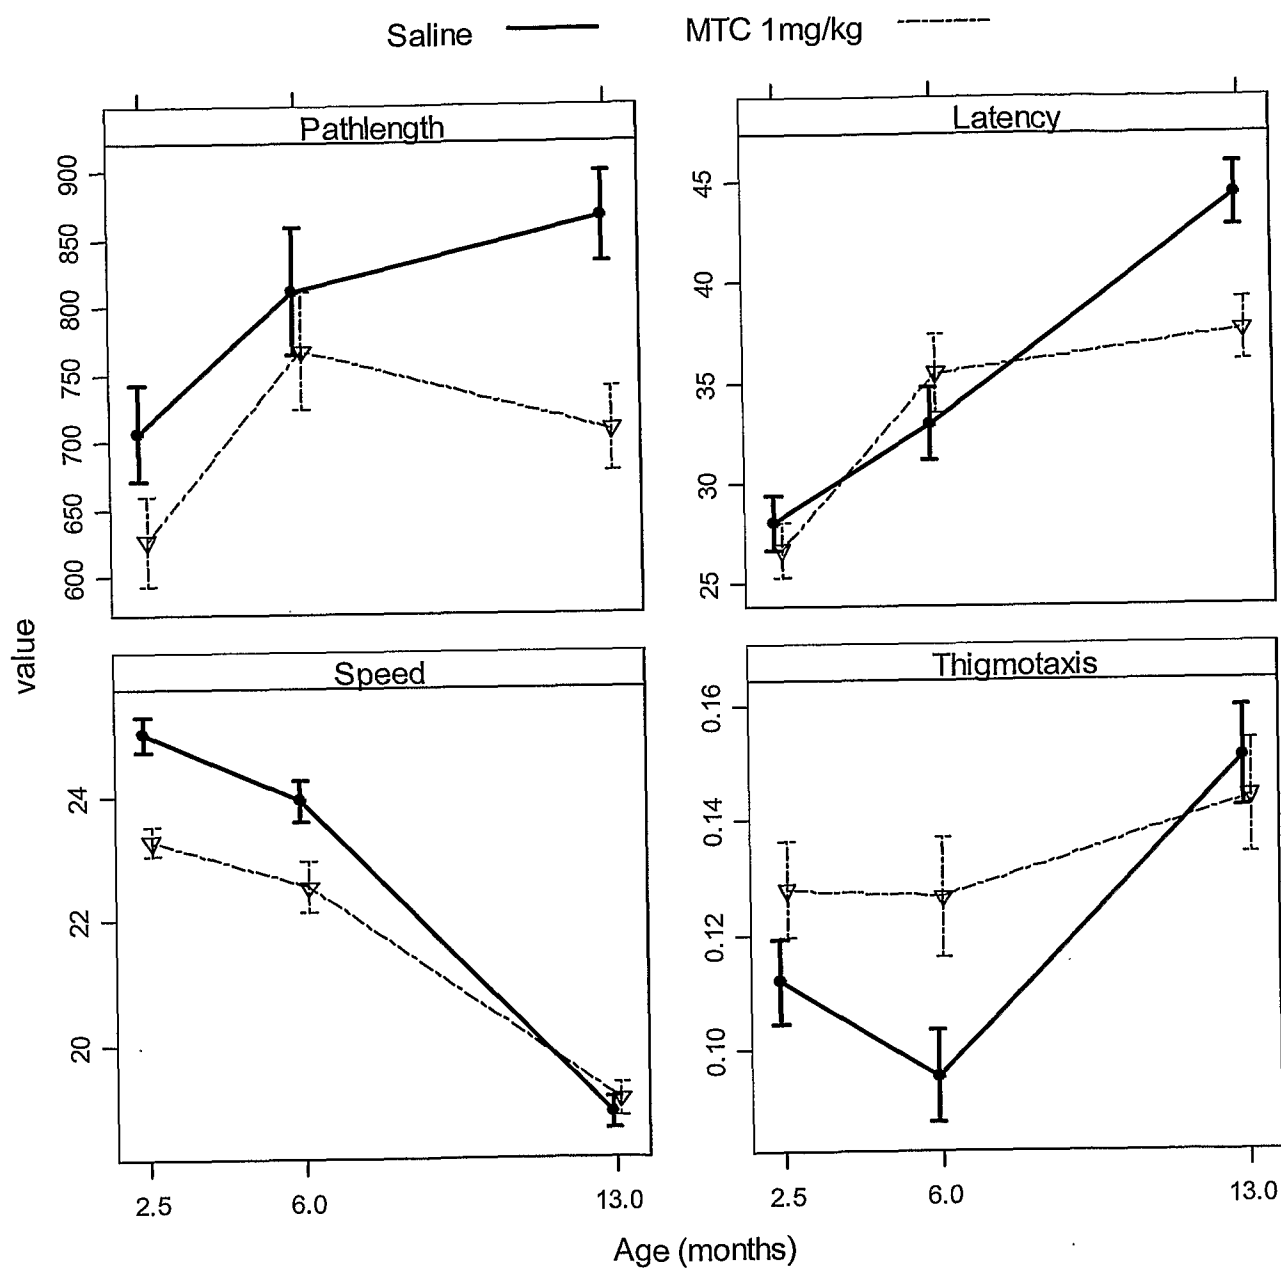 Saline MTC 1mg/kg
Pathlength Latency
900
850
800
750
700
650
600
45
40
35
30
25
value
Speed Thigmotaxis
24
22
20
0.16
0.14
0.12
0.10
2.5 6.0 13.0
2.5 6.0 13.0
Age (months)